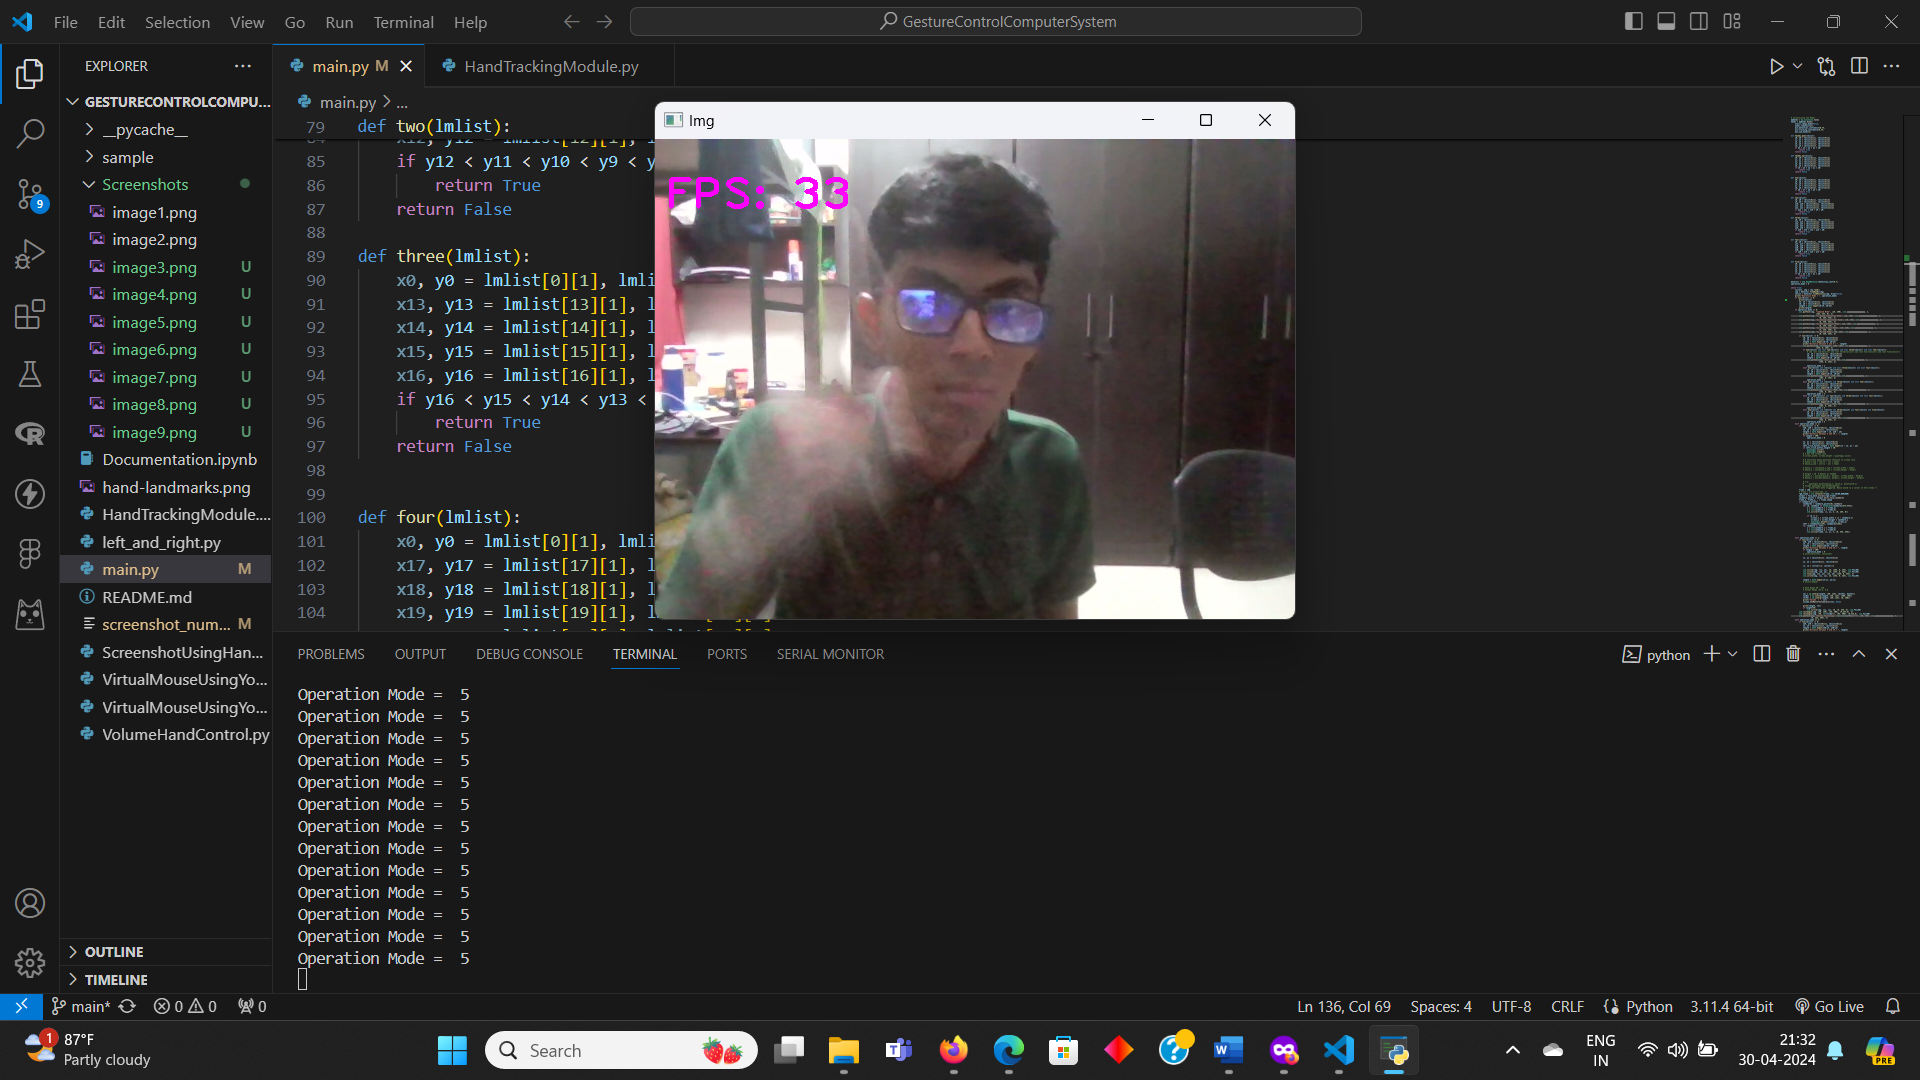 File Edit Selection View Go Run Terminal Help
GestureControlComputerSystem
EXPLORER
GESTURECONTROLCOMPU...
__pycache__
sample
Screenshots
image1.png
image2.png
image3.png U
image4.png U
image5.png U
image6.png U
image7.png U
image8.png U
image9.png U
Documentation.ipynb
hand-landmarks.png
HandTrackingModule....
left_and_right.py
main.py M
README.md
screenshot_num... M
ScreenshotUsingHan...
VirtualMouseUsingYo...
VirtualMouseUsingYo...
VolumeHandControl.py
OUTLINE
TIMELINE
main.py M
HandTrackingModule.py
main.py > ...
79 def two(lmlist):
85 if y12 < y11 < y10 < y9 < y
86 return True
87 return False
88
89 def three(lmlist):
90 x0, y0 = lmlist[0][1], lmli
91 x13, y13 = lmlist[13][1], l
92 x14, y14 = lmlist[14][1], l
93 x15, y15 = lmlist[15][1], l
94 x16, y16 = lmlist[16][1], l
95 if y16 < y15 < y14 < y13 <
96 return True
97 return False
98
99
100 def four(lmlist):
101 x0, y0 = lmlist[0][1], lmli
102 x17, y17 = lmlist[17][1], l
103 x18, y18 = lmlist[18][1], l
104 x19, y19 = lmlist[19][1], l
Img
FPS: 33
PROBLEMS OUTPUT DEBUG CONSOLE TERMINAL PORTS SERIAL MONITOR
python
Operation Mode = 5
Operation Mode = 5
Operation Mode = 5
Operation Mode = 5
Operation Mode = 5
Operation Mode = 5
Operation Mode = 5
Operation Mode = 5
Operation Mode = 5
Operation Mode = 5
Operation Mode = 5
Operation Mode = 5
Operation Mode = 5
9
main* 0 0 0
Ln 136, Col 69 Spaces: 4 UTF-8 CRLF Python 3.11.4 64-bit Go Live
1
87°F
Partly cloudy
Search
PRE
ENG
IN
21:32
30-04-2024